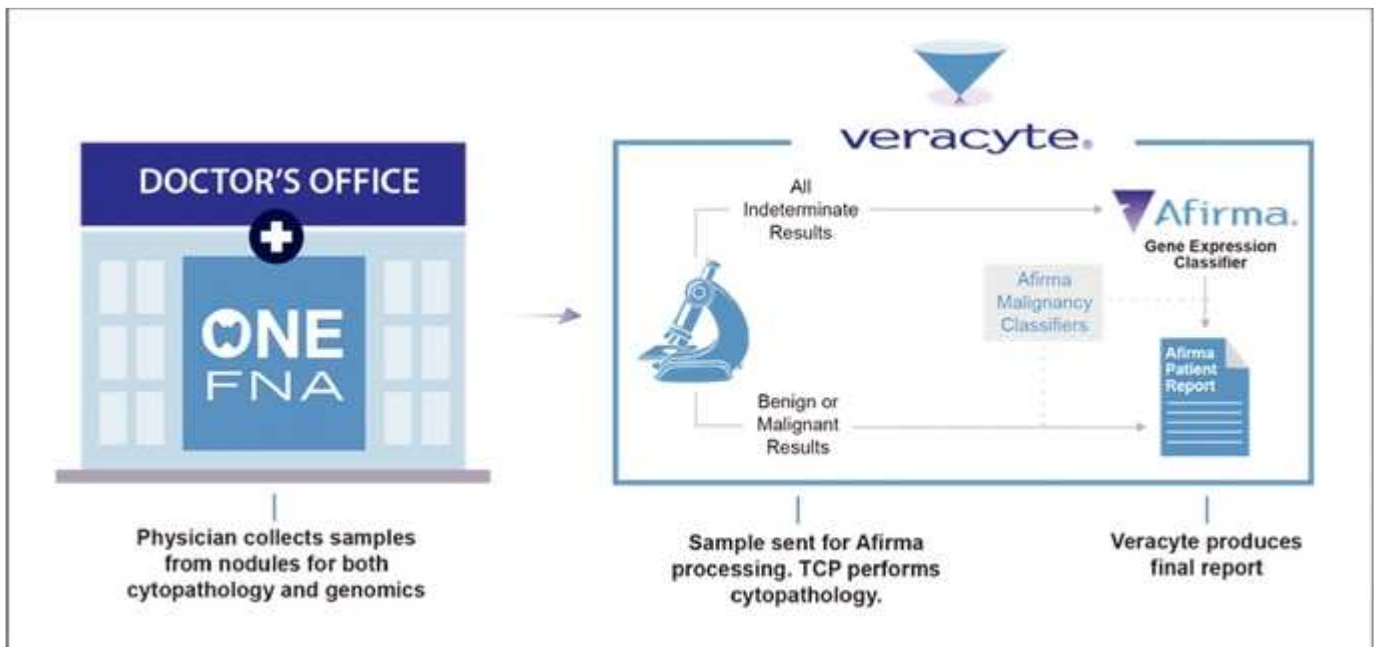 veracyte®
DOCTOR'S OFFICE
ONE
FNA
All
Indeterminate
Results
Afirma®
Gene Expression
Classifier
Afirma
Malignancy
Classifiers
Afirma
Patient
Report
Benign or
Malignant
Results
Physician collects samples
from nodules for both
cytopathology and genomics
Sample sent for Afirma
processing. TCP performs
cytopathology.
Veracyte produces
final report